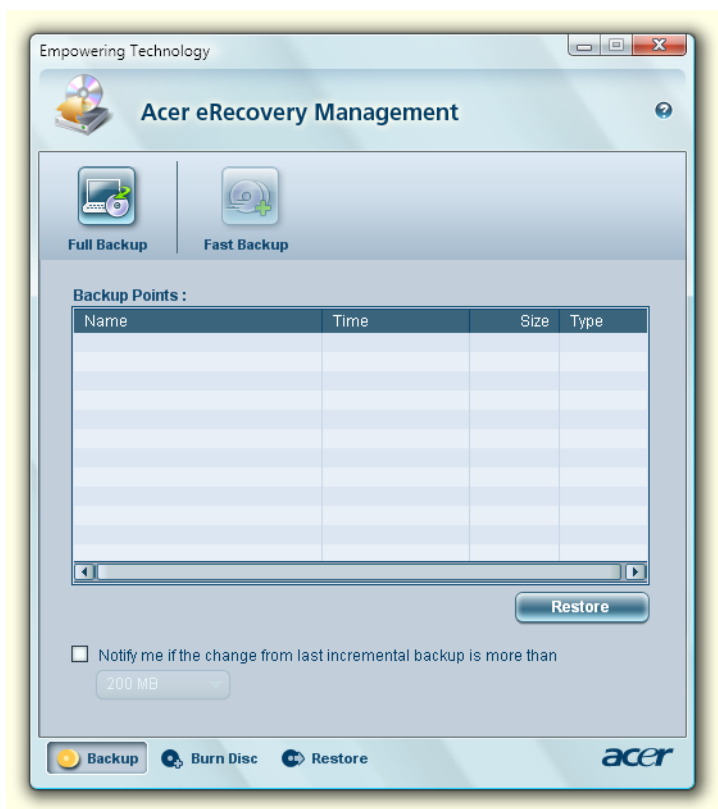 Empowering Technology
Acer eRecovery Management
Full Backup
Fast Backup
Backup Points :
Name Time Size Type
Restore
Notify me if the change from last incremental backup is more than
200 MB
Backup Burn Disc Restore
acer